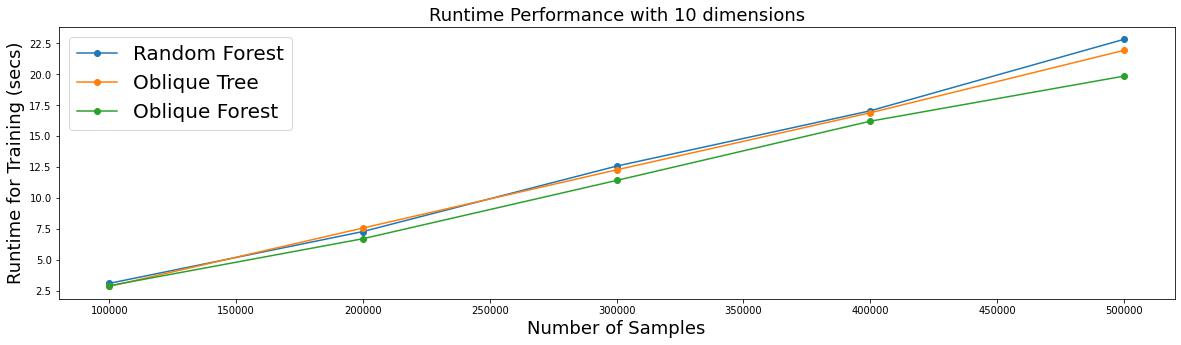 Runtime Performance with 10 dimensions
Random Forest
Oblique Tree
Oblique Forest
Runtime for Training (secs)
22.5
20.0
17.5
15.0
12.5
10.0
7.5
5.0
2.5
100000 150000 200000 250000 300000 350000 400000 450000 500000
Number of Samples